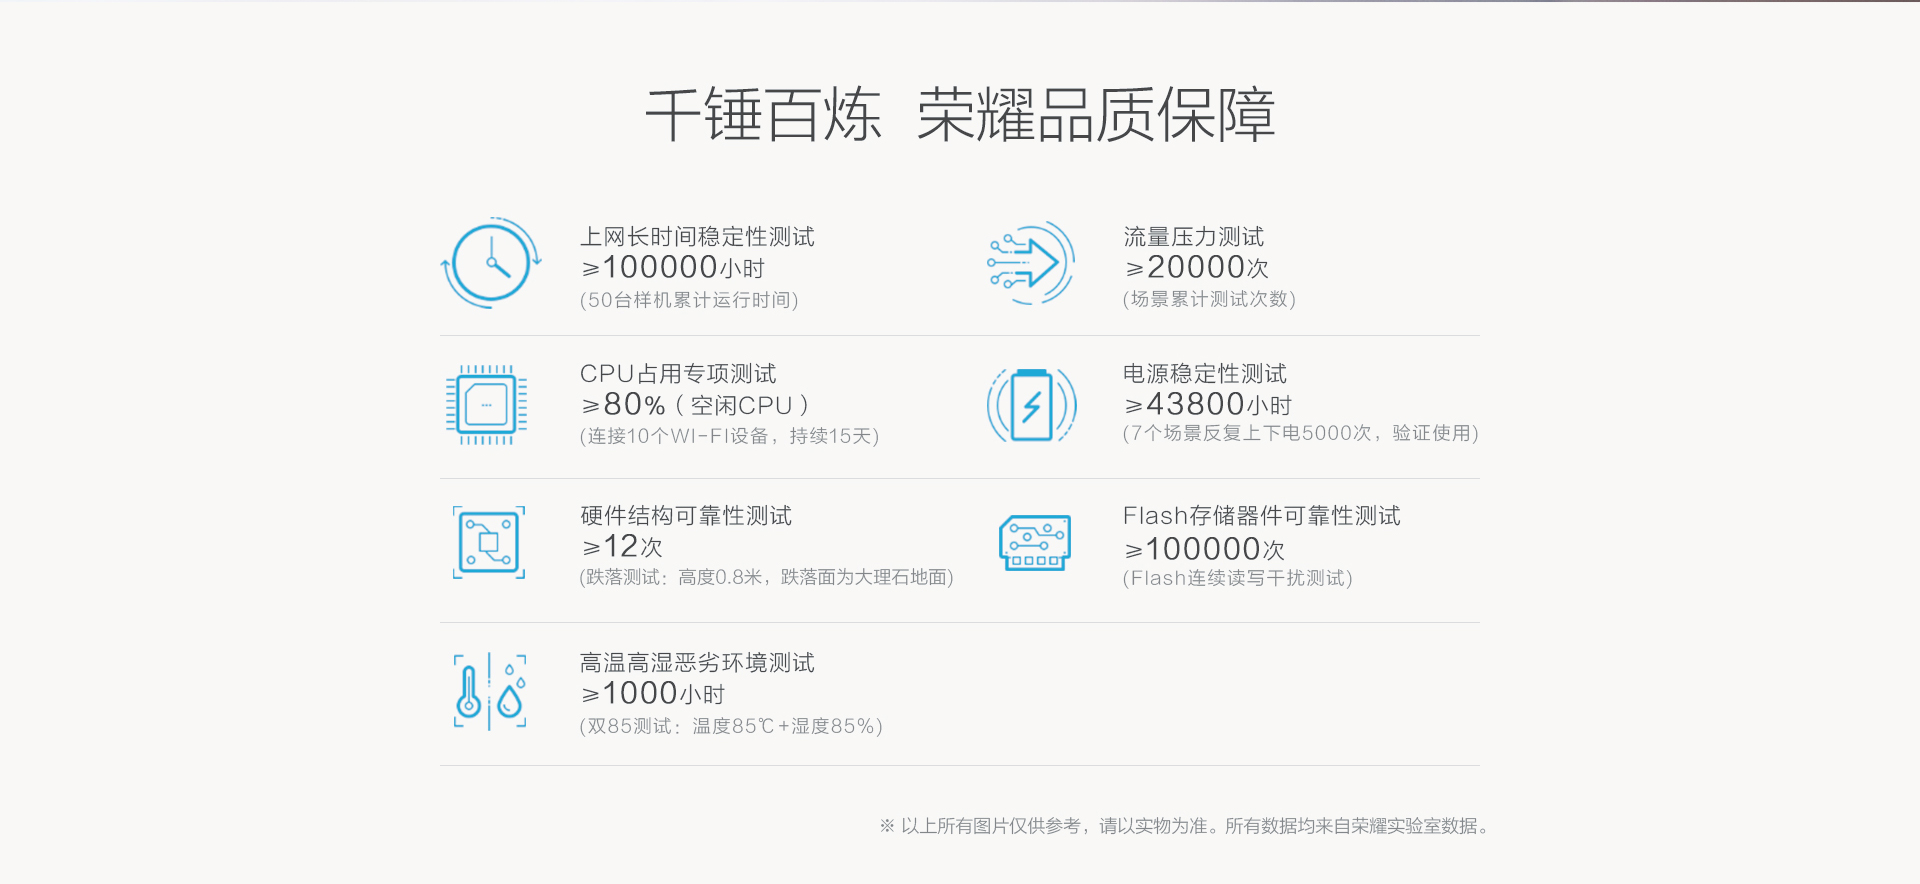 千锤百炼 荣耀品质保障
上网长时间稳定性测试
≥100000小时
(50台样机累计运行时间)
流量压力测试
≥20000次
(场景累计测试次数)
CPU占用专项测试
≥80%（空闲CPU）
(连接10个WI-FI设备，持续15天)
电源稳定性测试
≥43800小时
(7个场景反复上下电5000次，验证使用)
硬件结构可靠性测试
≥12次
(跌落测试：高度0.8米，跌落面为大理石地面)
Flash存储器件可靠性测试
≥100000次
(Flash连续读写干扰测试)
高温高湿恶劣环境测试
≥1000小时
(双85测试：温度85℃+湿度85%)
※ 以上所有图片仅供参考，请以实物为准。所有数据均来自荣耀实验室数据。